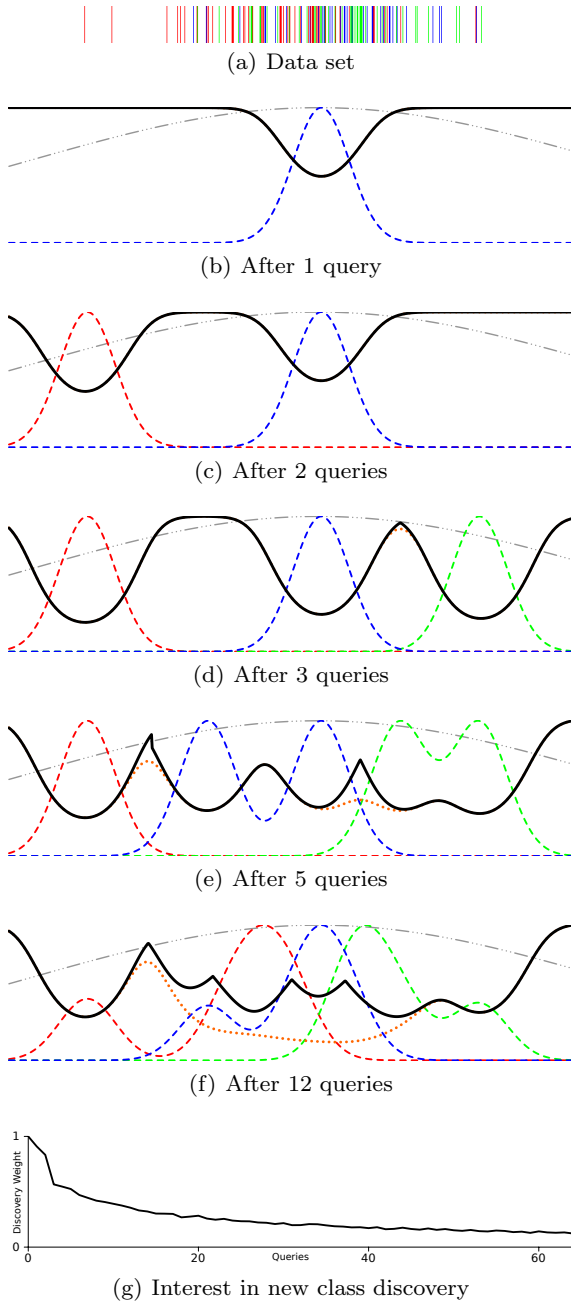 (a) Data set
(b) After 1 query
(c) After 2 queries
(d) After 3 queries
(e) After 5 queries
(f) After 12 queries
1
Discovery Weight
0
0 20 40 60
Queries
(g) Interest in new class discovery